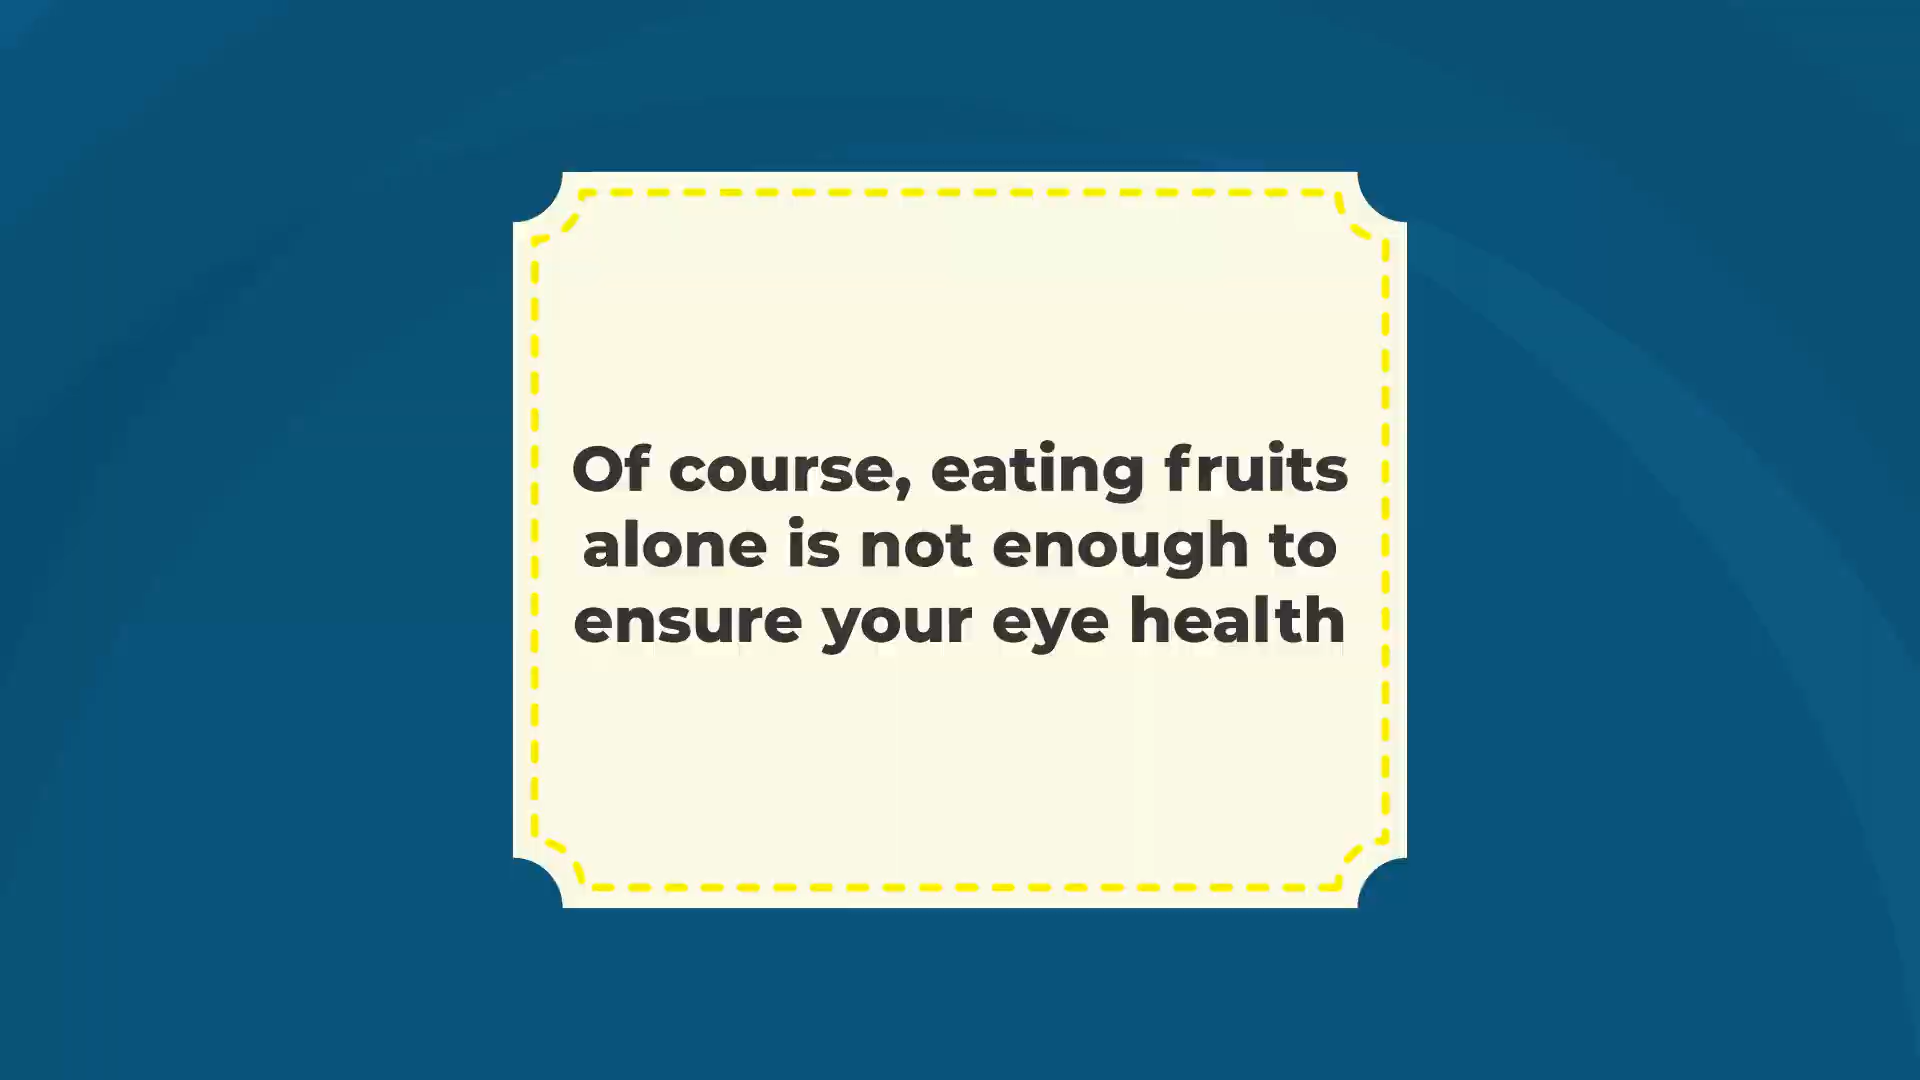 Of course, eating fruits
alone is not enough to
ensure your eye health